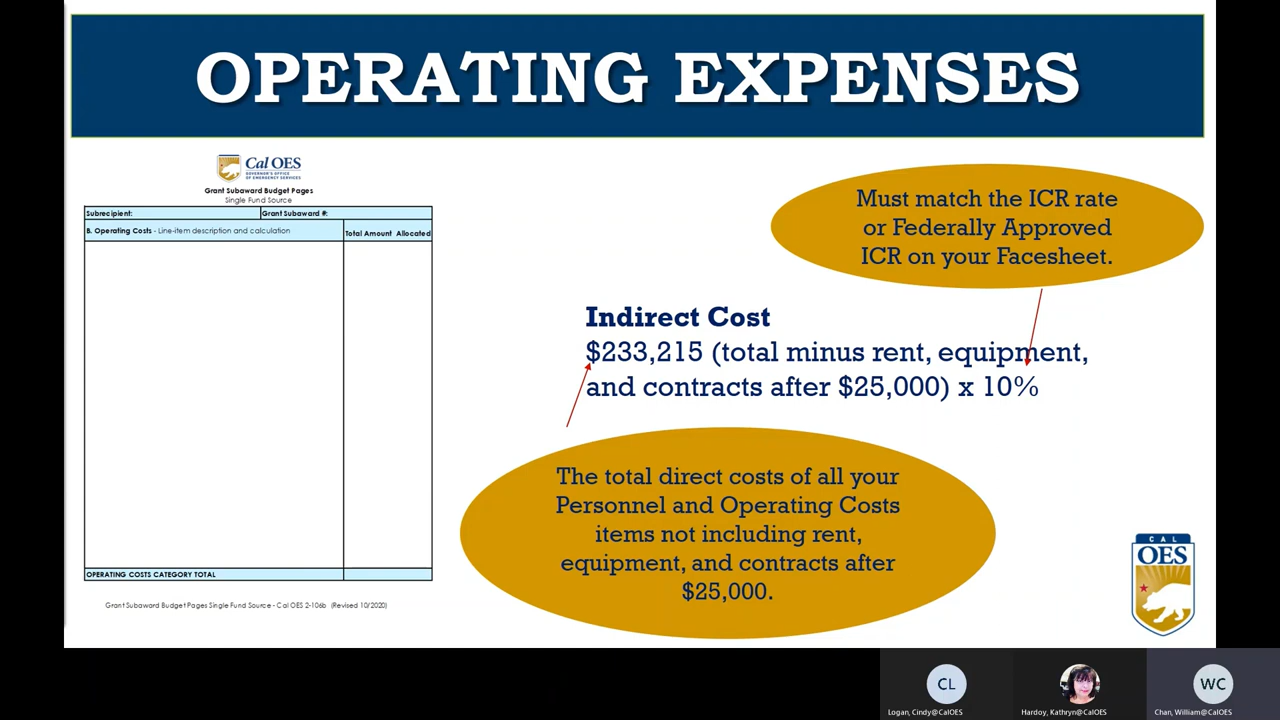 OPERATING EXPENSES
Cal OES
GOVERNOR'S OFFICE
OF EMERGENCY SERVICES
Grant Subaward Budget Pages
Single Fund Source
Subrecipient:
Grant Subaward #:
B. Operating Costs - Line-item description and calculation
Total Amount Allocated
OPERATING COSTS CATEGORY TOTAL
Grant Subaward Budget Pages Single Fund Source - Cal OES 2-106b (Revised 10/2020)
Must match the ICR rate
or Federally Approved
ICR on your Facesheet.
Indirect Cost
$233,215 (total minus rent, equipment,
and contracts after $25,000) x 10%
The total direct costs of all your
Personnel and Operating Costs
items not including rent,
equipment, and contracts after
$25,000.
CAL
OES
CL
WC
Logan, Cindy@CalOES
Hardoy, Kathryn@CalOES
Chan, William@CalOES